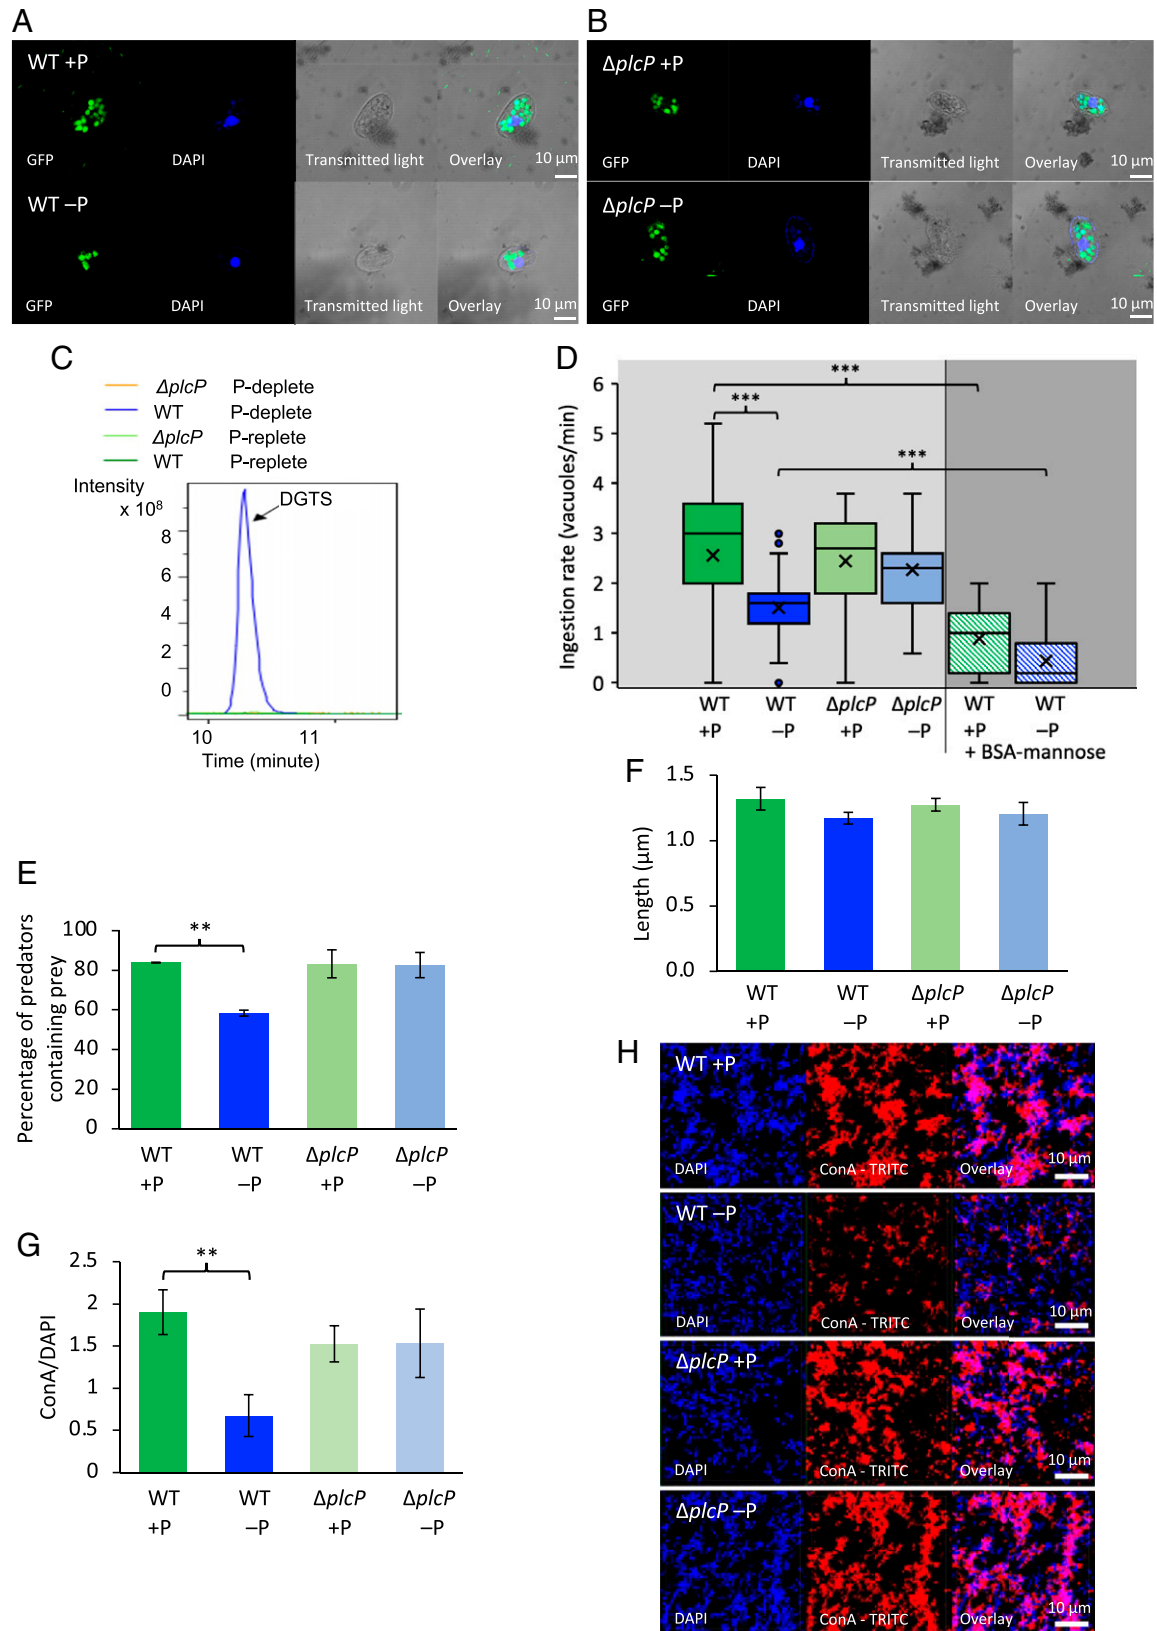 A
WT +P
GFP
DAPI
Transmitted light
Overlay
10 µm
WT –P
GFP
DAPI
Transmitted light
Overlay
10 µm
B
ΔplcP +P
GFP
DAPI
Transmitted light
Overlay
10 µm
ΔplcP –P
GFP
DAPI
Transmitted light
Overlay
10 µm
C
ΔplcP P-deplete
WT P-deplete
ΔplcP P-replete
WT P-replete
Intensity
x 10⁸
DGTS
8
6
4
2
0
10 11
Time (minute)
D
Ingestion rate (vacuoles/min)
6
5
4
3
2
1
0
***
***
***
WT WT ΔplcP ΔplcP WT WT
+P –P +P –P +P –P
+ BSA-mannose
E
Percentage of predators
containing prey
100
80
60
40
20
0
**
WT WT ΔplcP ΔplcP
+P –P +P –P
F
Length (µm)
1.5
1.0
0.5
0.0
WT WT ΔplcP ΔplcP
+P –P +P –P
G
ConA/DAPI
2.5
2
1.5
1
0.5
0
**
WT WT ΔplcP ΔplcP
+P –P +P –P
H
WT +P
DAPI
ConA - TRITC
Overlay
10 µm
WT –P
DAPI
ConA - TRITC
Overlay
10 µm
ΔplcP +P
DAPI
ConA - TRITC
Overlay
10 µm
ΔplcP –P
DAPI
ConA - TRITC
Overlay
10 µm